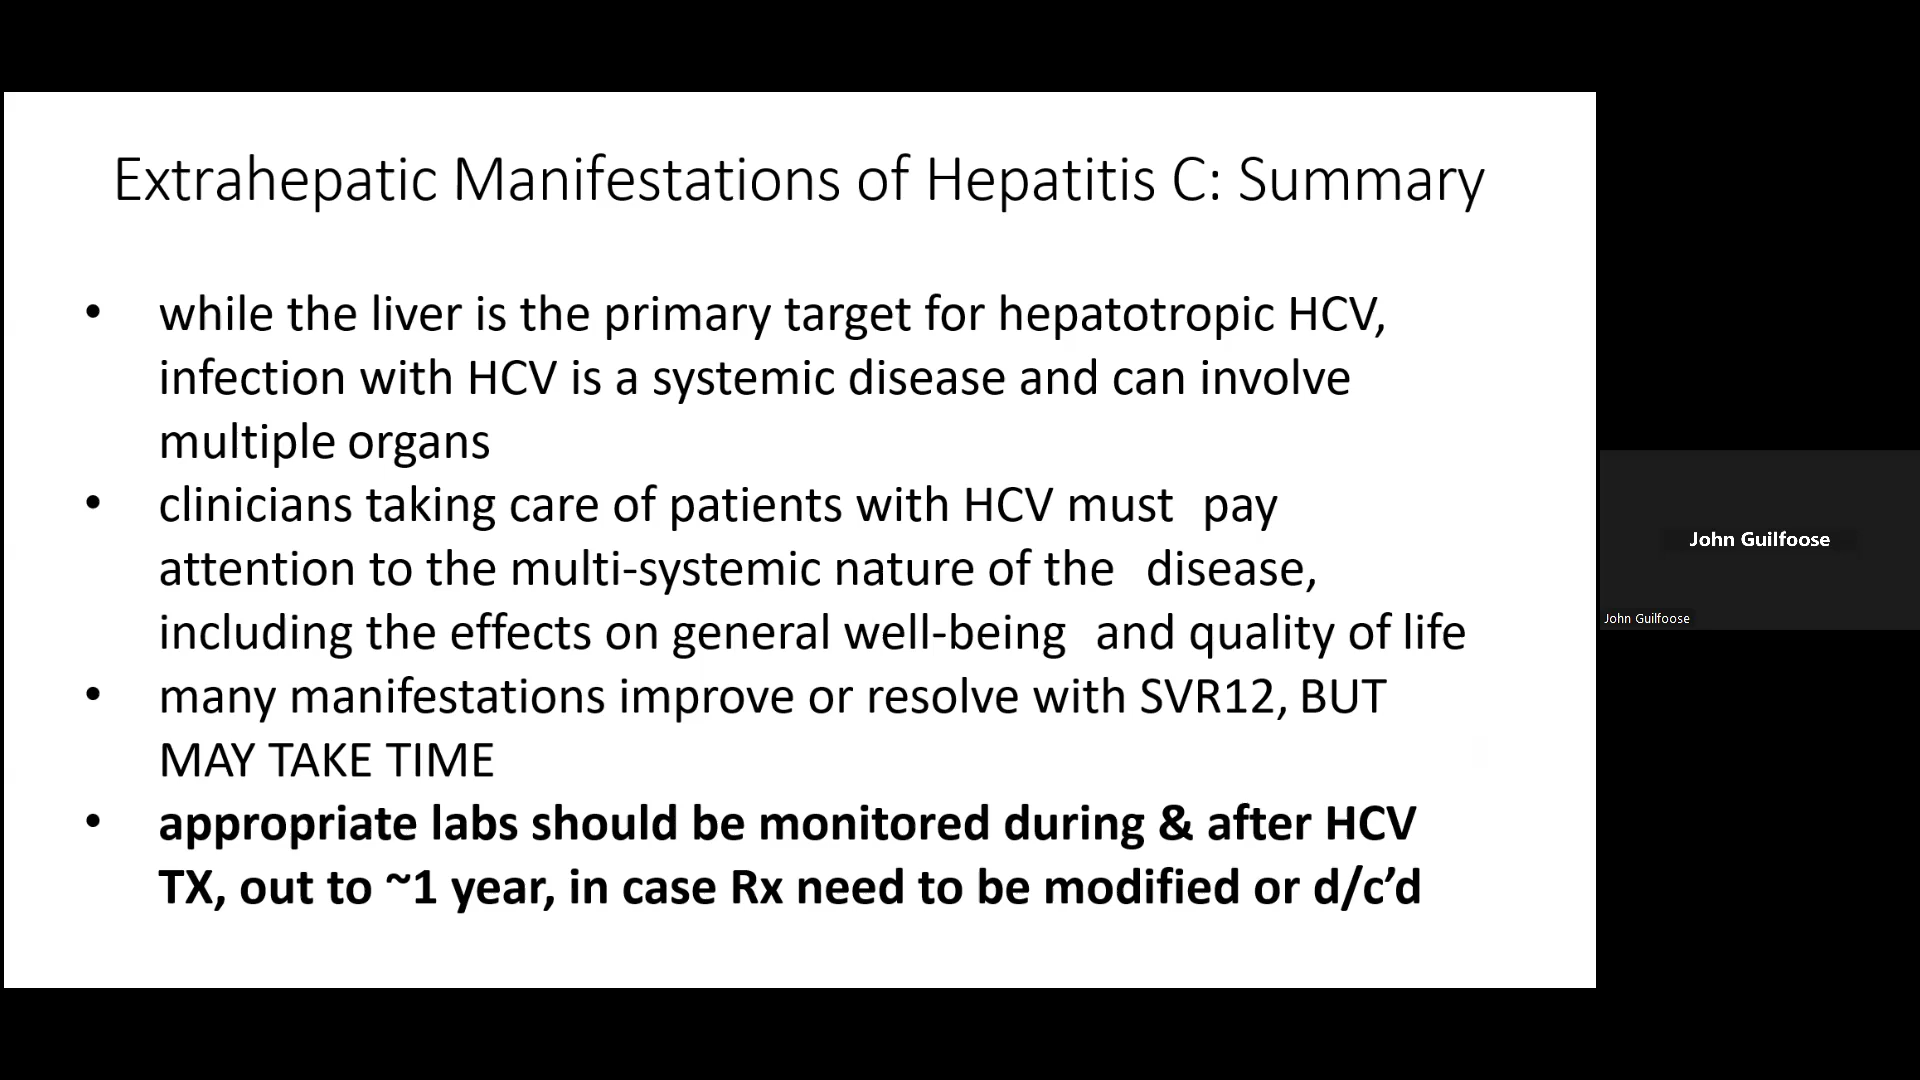 Extrahepatic Manifestations of Hepatitis C: Summary
• while the liver is the primary target for hepatotropic HCV,
infection with HCV is a systemic disease and can involve
multiple organs
• clinicians taking care of patients with HCV must pay
attention to the multi-systemic nature of the disease,
including the effects on general well-being and quality of life
• many manifestations improve or resolve with SVR12, BUT
MAY TAKE TIME
• appropriate labs should be monitored during & after HCV
TX, out to ~1 year, in case Rx need to be modified or d/c’d
John Guilfoose
John Guilfoose